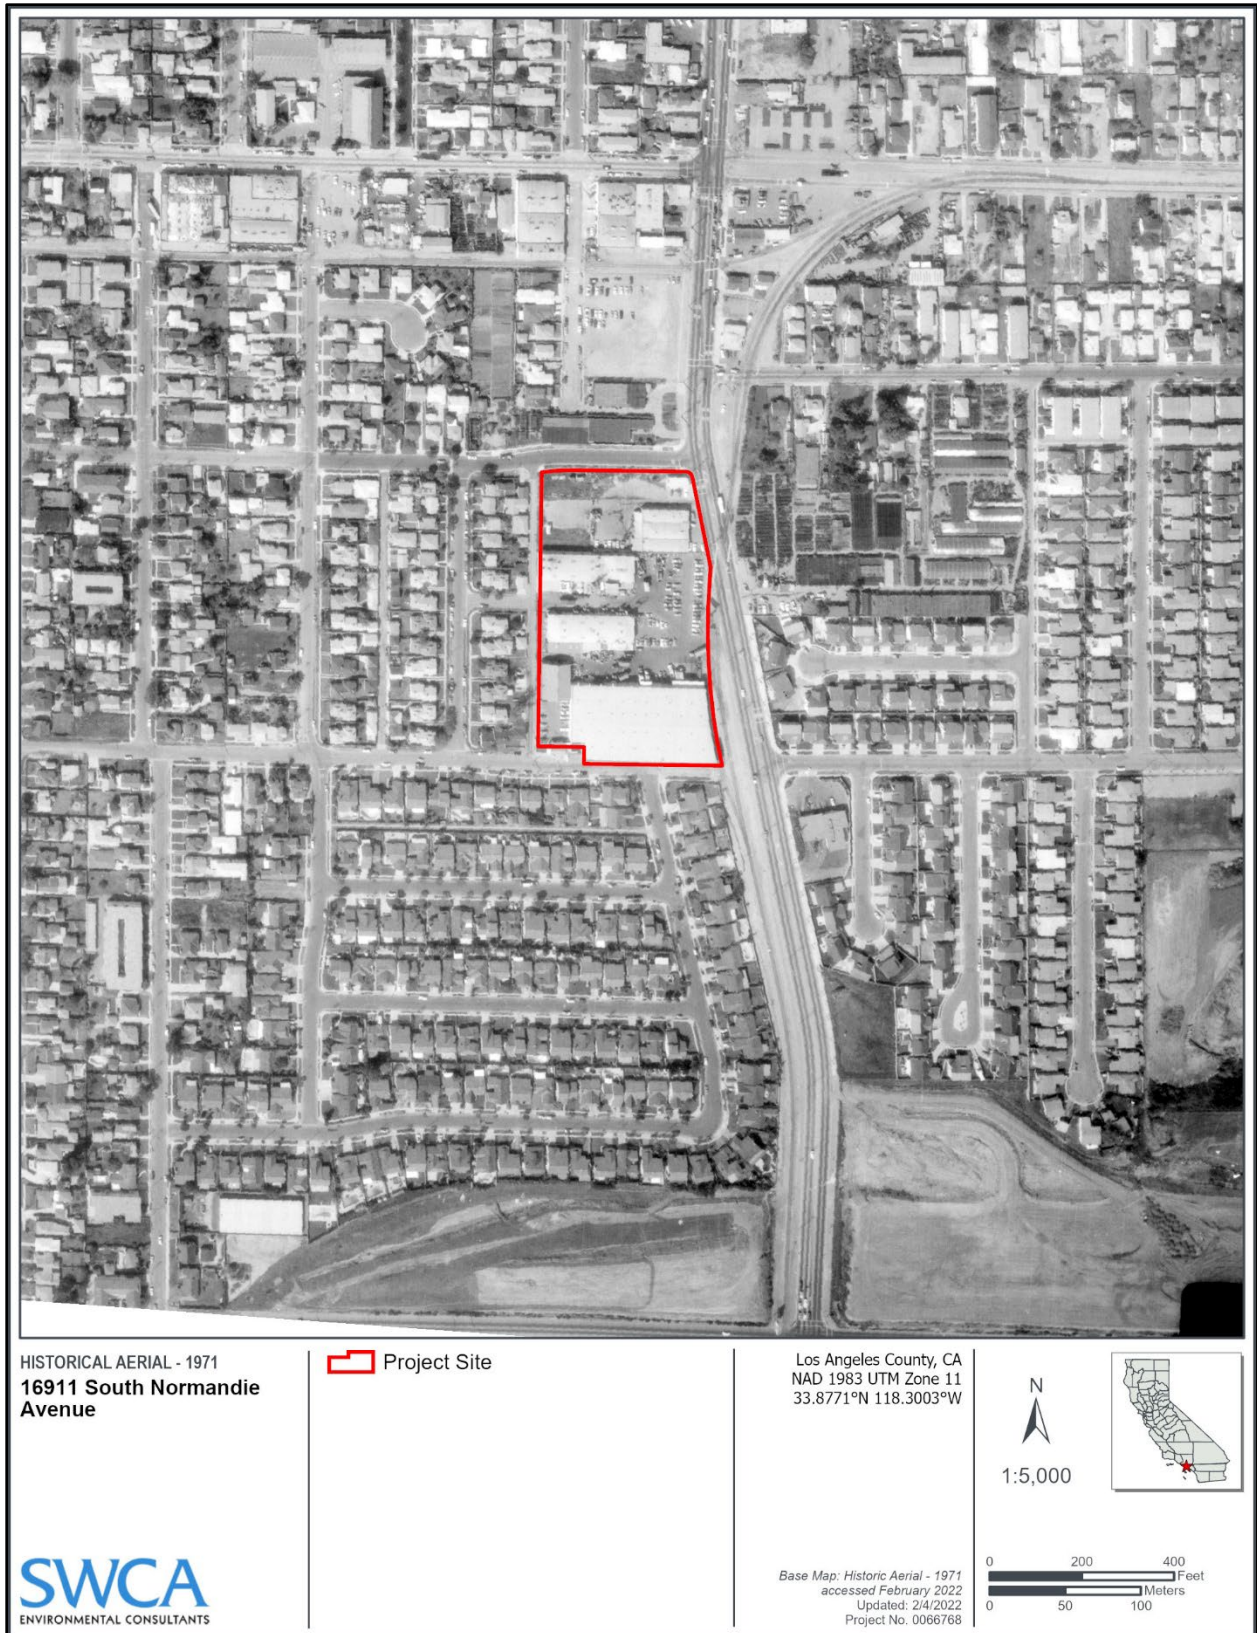 HISTORICAL AERIAL - 1971
16911 South Normandie
Avenue
SWCA
ENVIRONMENTAL CONSULTANTS
Project Site
Los Angeles County, CA
NAD 1983 UTM Zone 11
33.8771°N 118.3003°W
Base Map: Historic Aerial - 1971
accessed February 2022
Updated: 2/4/2022
Project No. 0066768
N
1:5,000
0 200 400
Feet
Meters
0 50 100